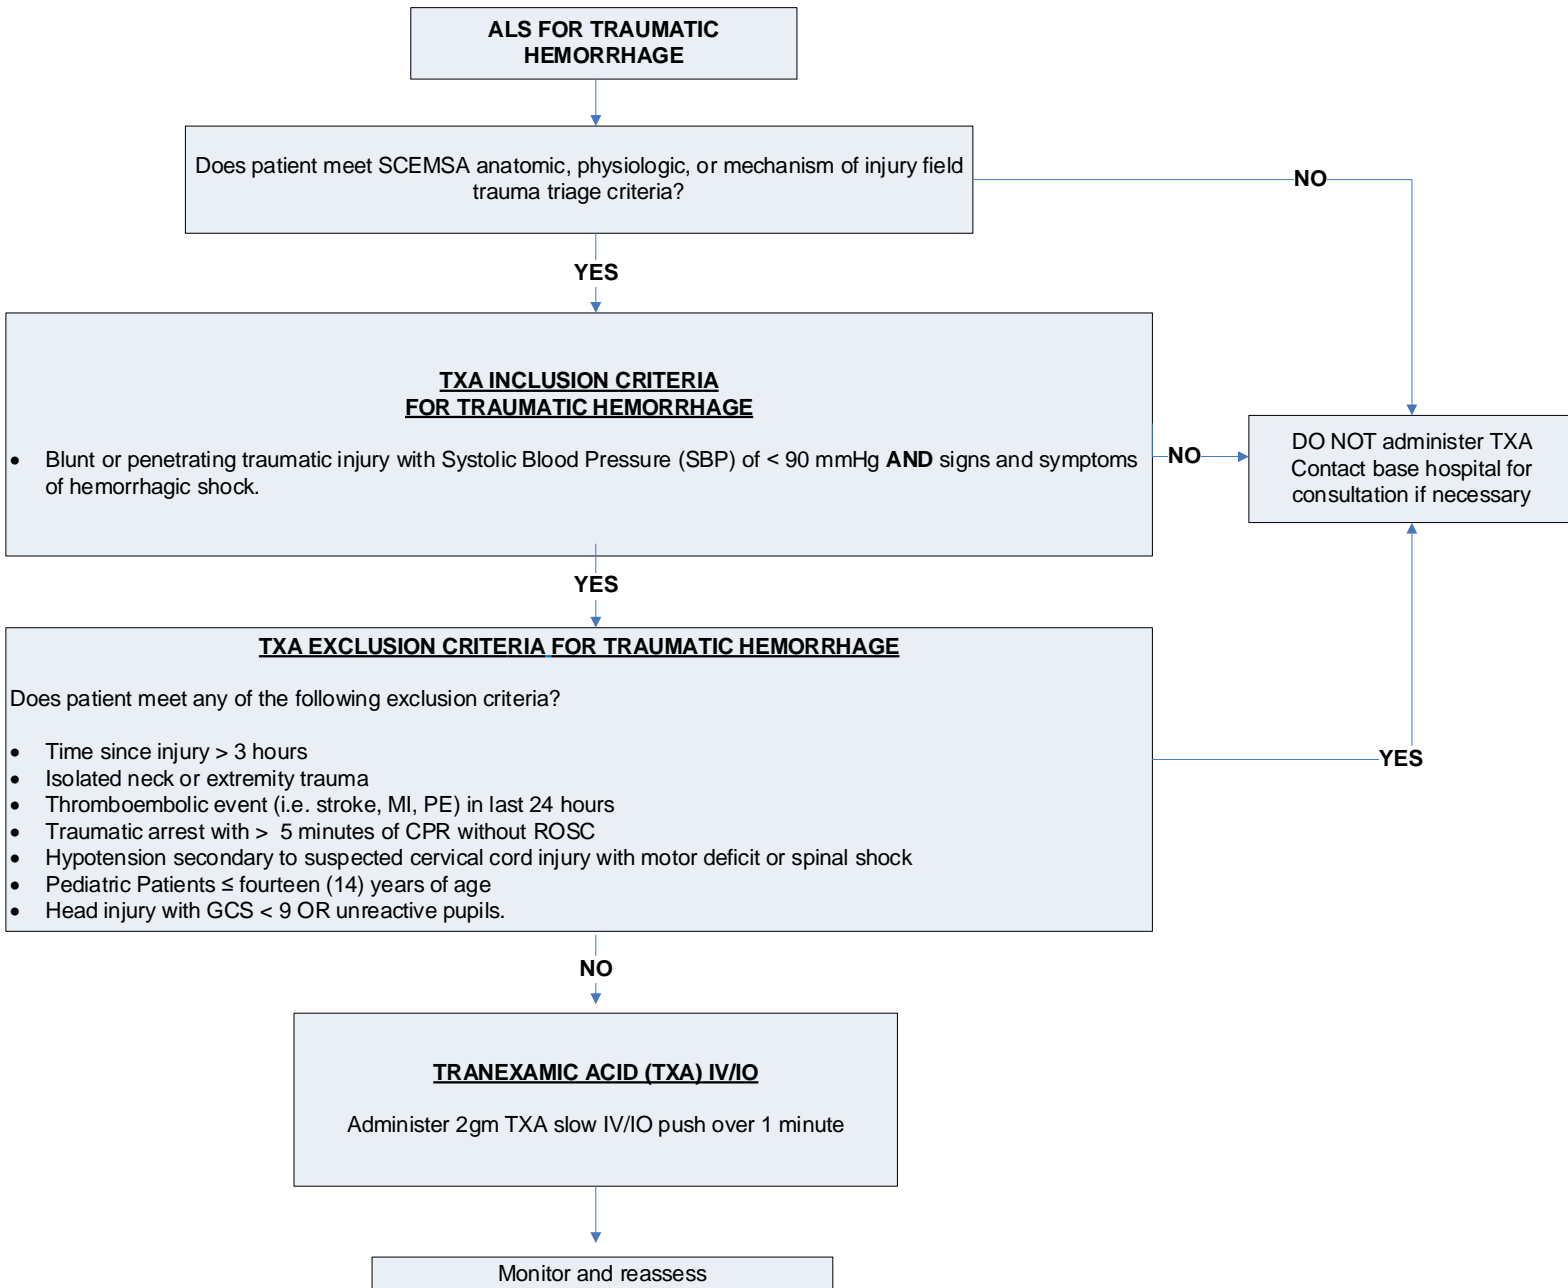 ALS FOR TRAUMATIC
HEMORRHAGE
Does patient meet SCEMSA anatomic, physiologic, or mechanism of injury field
trauma triage criteria?
NO
YES
TXA INCLUSION CRITERIA
FOR TRAUMATIC HEMORRHAGE
• Blunt or penetrating traumatic injury with Systolic Blood Pressure (SBP) of < 90 mmHg AND signs and symptoms
of hemorrhagic shock.
NO
DO NOT administer TXA
Contact base hospital for
consultation if necessary
YES
TXA EXCLUSION CRITERIA FOR TRAUMATIC HEMORRHAGE
Does patient meet any of the following exclusion criteria?
• Time since injury > 3 hours
• Isolated neck or extremity trauma
• Thromboembolic event (i.e. stroke, MI, PE) in last 24 hours
• Traumatic arrest with > 5 minutes of CPR without ROSC
• Hypotension secondary to suspected cervical cord injury with motor deficit or spinal shock
• Pediatric Patients ≤ fourteen (14) years of age
• Head injury with GCS < 9 OR unreactive pupils.
YES
NO
TRANEXAMIC ACID (TXA) IV/IO
Administer 2gm TXA slow IV/IO push over 1 minute
Monitor and reassess